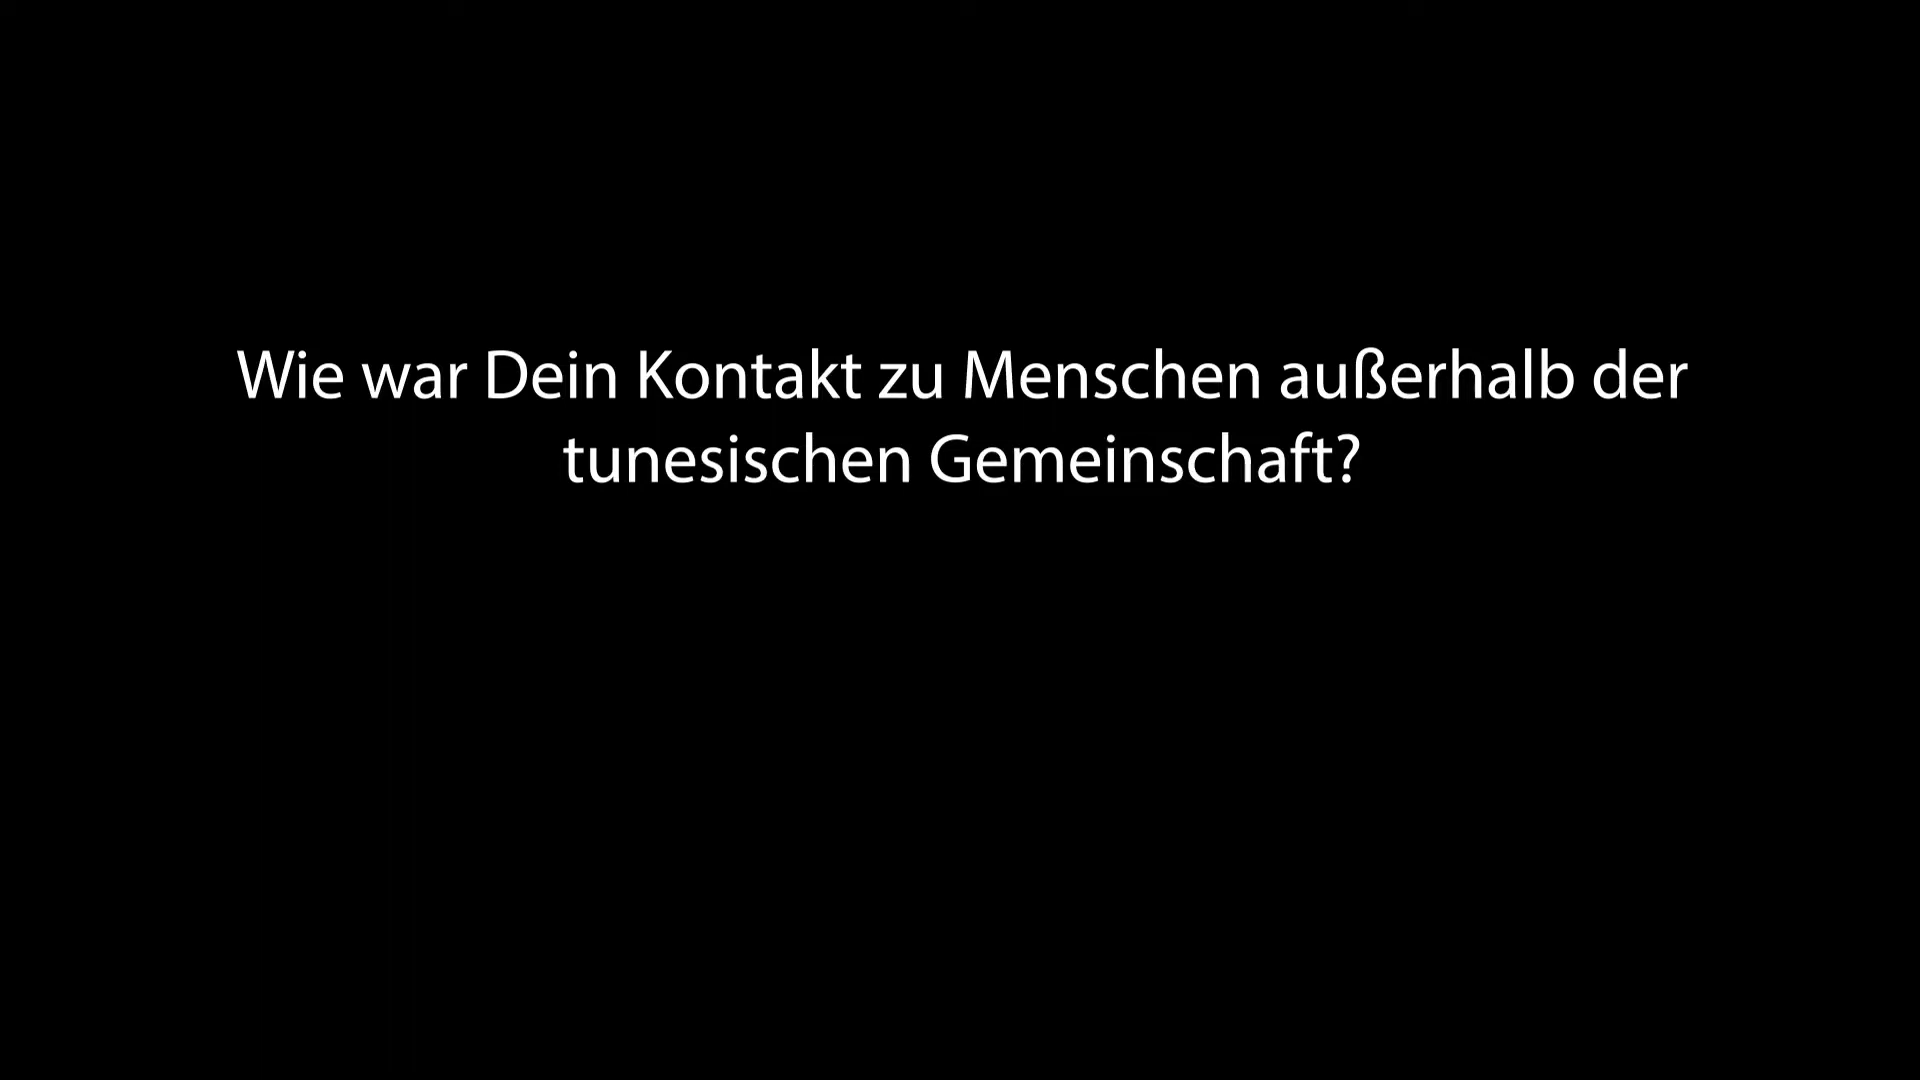 Wie war Dein Kontakt zu Menschen außerhalb der
tunesischen Gemeinschaft?